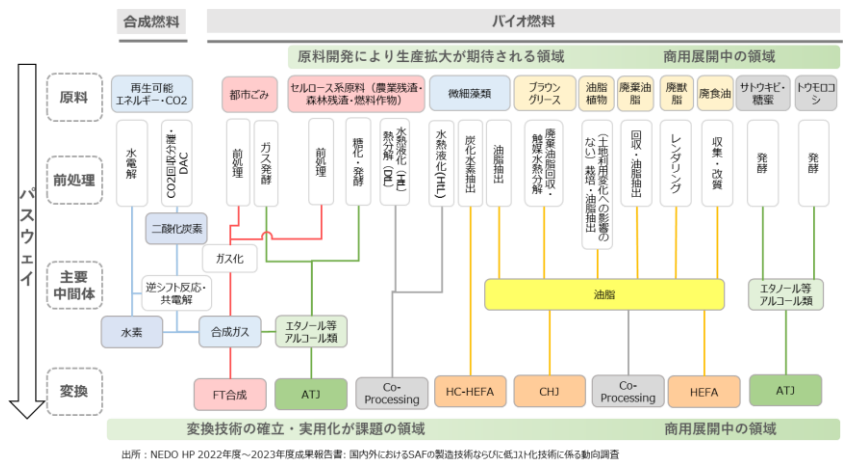 合成燃料
バイオ燃料
原料開発により生産拡大が期待される領域
商用展開中の領域
パスウェイ
原料
再生可能
エネルギー・CO2
都市ごみ
セルロース系原料（農業残渣・
森林残渣・燃料作物）
微細藻類
ブラウン
グリース
油脂
植物
廃棄
油脂
廃獣
脂
廃食油
サトウキビ・
糖蜜
トウモロコ
シ
前処理
水電解
CO2回収分離・
DAC
前処理
ガス発酵
前処理
糖化・発酵
水熱液化（HTL）
熱分解
水熱液化(HTL)
炭化水素抽出
油脂抽出
廃棄油脂回収・
触媒水熱分解
（土地利用変化への影響の
ない）栽培・油脂抽出
回収・油脂抽出
レンダリング
収集・改質
発酵
発酵
二酸化炭素
ガス化
主要
中間体
逆シフト反応・
共電解
油脂
エタノール等
アルコール類
水素
合成ガス
エタノール等
アルコール類
変換
FT合成
ATJ
Co-
Processing
HC-HEFA
CHJ
Co-
Processing
HEFA
ATJ
変換技術の確立・実用化が課題の領域
商用展開中の領域
出所：NEDO HP 2022年度～2023年度成果報告書: 国内外におけるSAFの製造技術ならびに低コスト化技術に係る動向調査